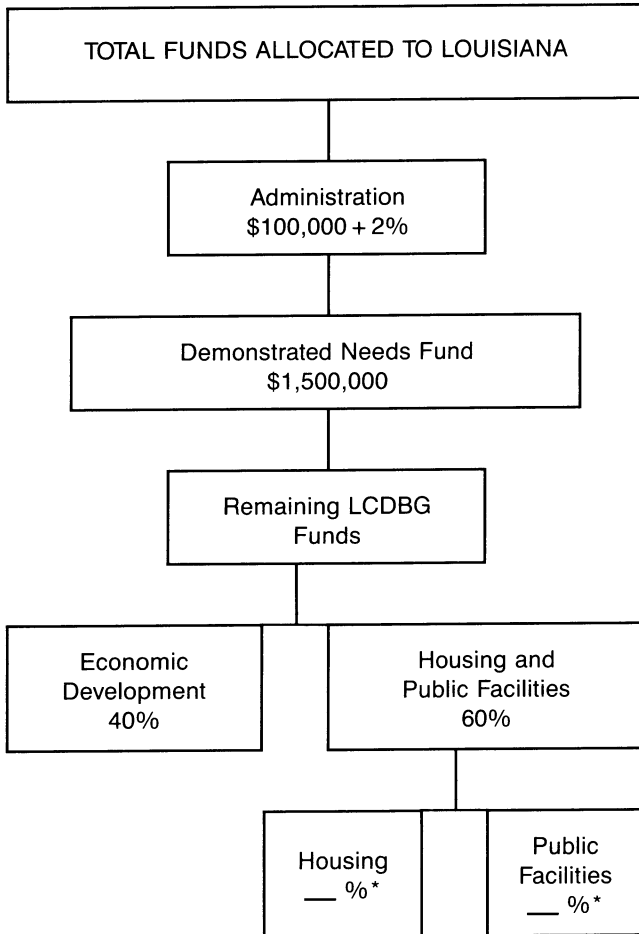 TOTAL FUNDS ALLOCATED TO LOUISIANA
Administration
$100,000 + 2%
Demonstrated Needs Fund
$1,500,000
Remaining LCDBG
Funds
Economic
Development
40%
Housing and
Public Facilities
60%
Housing
__ %*
Public
Facilities
__ %*